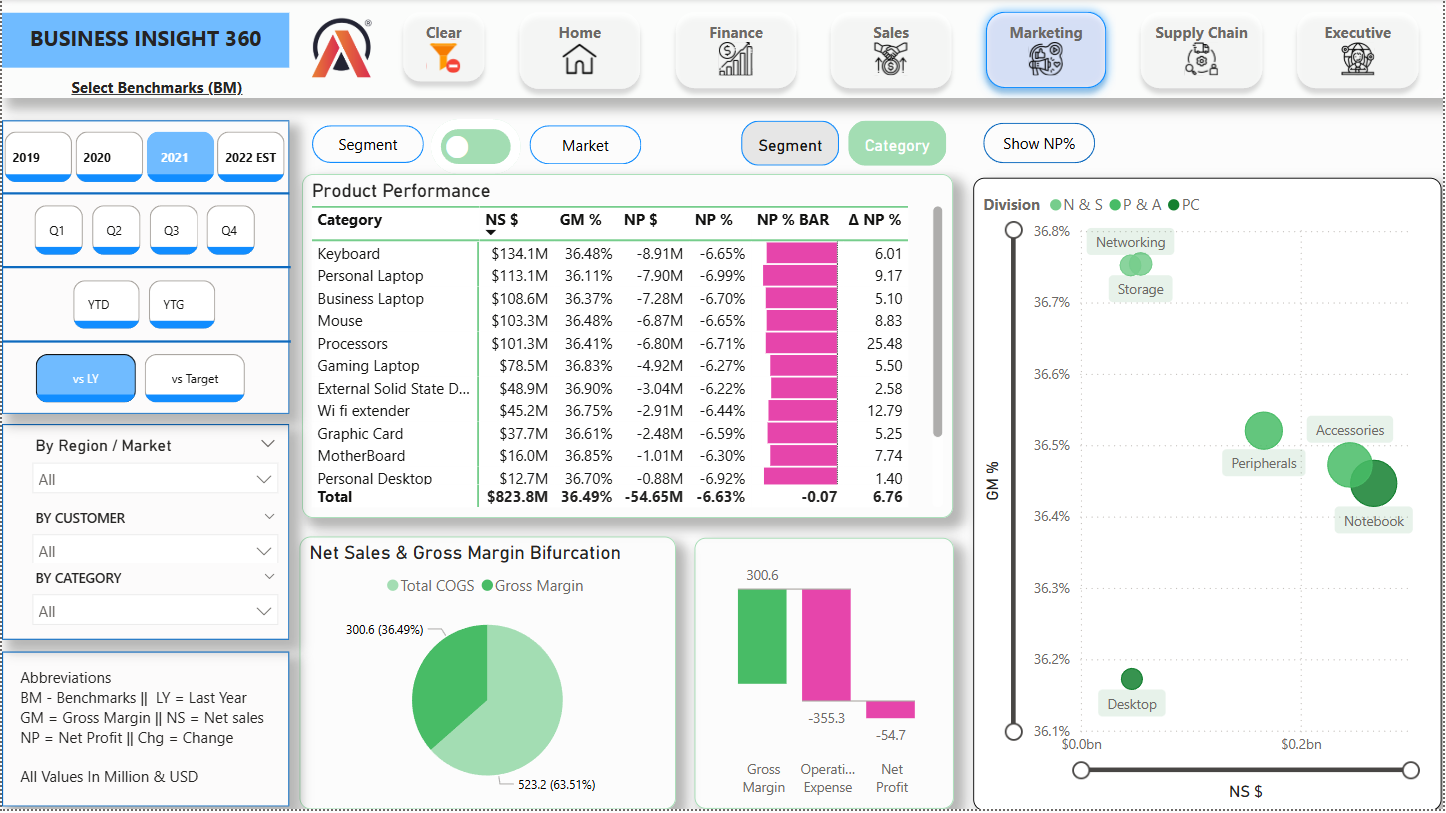 BUSINESS INSIGHT 360
Select Benchmarks (BM)
Clear
Home
Finance
Sales
Marketing
Supply Chain
Executive
2019
2020
2021
2022 EST
Q1
Q2
Q3
Q4
YTD
YTG
vs LY
vs Target
By Region / Market
All
BY CUSTOMER
All
BY CATEGORY
All
Abbreviations
BM - Benchmarks || LY = Last Year
GM = Gross Margin || NS = Net sales
NP = Net Profit || Chg = Change
All Values In Million & USD
Segment
Market
Segment
Category
Show NP%
Product Performance
Category NS $ GM % NP $ NP % NP % BAR Δ NP %
Keyboard $134.1M 36.48% -8.91M -6.65% 6.01
Personal Laptop $113.1M 36.11% -7.90M -6.99% 9.17
Business Laptop $108.6M 36.37% -7.28M -6.70% 5.10
Mouse $103.3M 36.48% -6.87M -6.65% 8.83
Processors $101.3M 36.41% -6.80M -6.71% 25.48
Gaming Laptop $78.5M 36.83% -4.92M -6.27% 5.50
External Solid State D... $48.9M 36.90% -3.04M -6.22% 2.58
Wi fi extender $45.2M 36.75% -2.91M -6.44% 12.79
Graphic Card $37.7M 36.61% -2.48M -6.59% 5.25
MotherBoard $16.0M 36.85% -1.01M -6.30% 7.74
Personal Desktop $12.7M 36.70% -0.88M -6.92% 1.40
Total $823.8M 36.49% -54.65M -6.63% -0.07 6.76
Net Sales & Gross Margin Bifurcation
Total COGS Gross Margin
300.6 (36.49%)
523.2 (63.51%)
300.6
-355.3
-54.7
Gross Margin
Operati... Expense
Net Profit
Division N & S P & A PC
36.8%
36.7%
36.6%
36.5%
36.4%
36.3%
36.2%
36.1%
GM %
Networking
Storage
Accessories
Peripherals
Notebook
Desktop
$0.0bn
$0.2bn
NS $